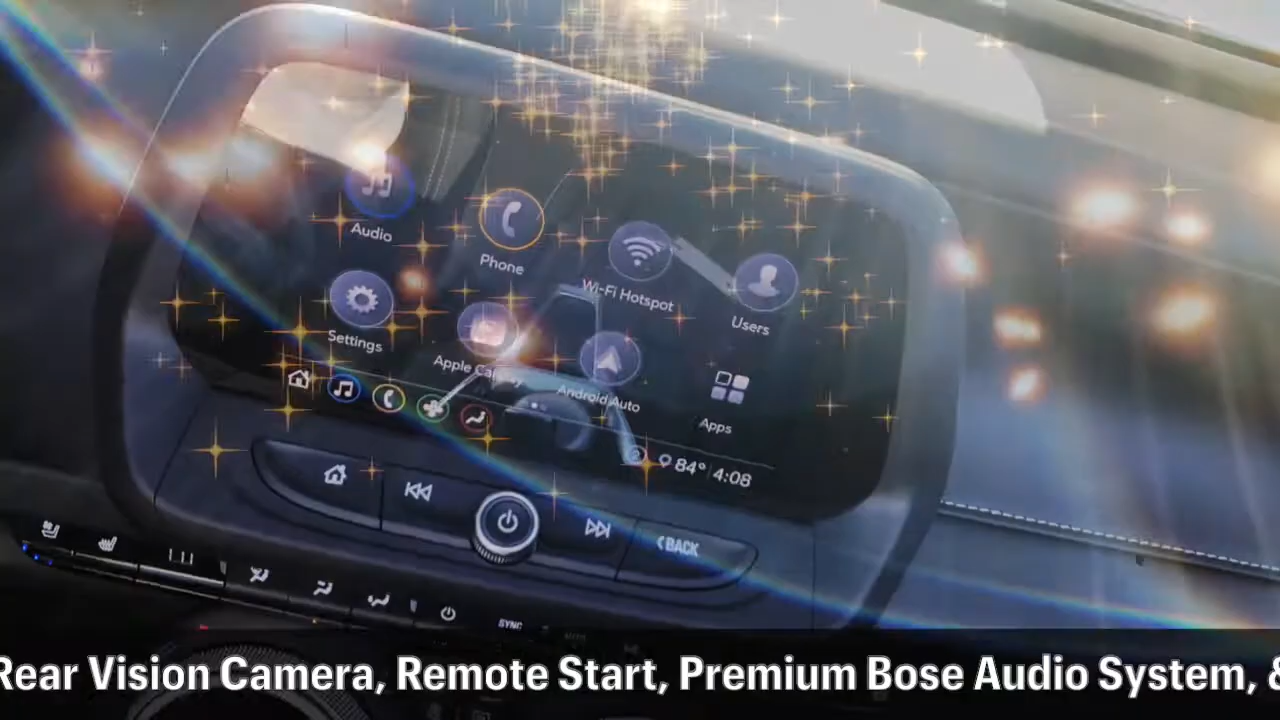 Audio
Phone
Wi-Fi Hotspot
Users
Settings
Android Auto
Apps
84° 4:08
BACK
SYNC
Rear Vision Camera, Remote Start, Premium Bose Audio System, &